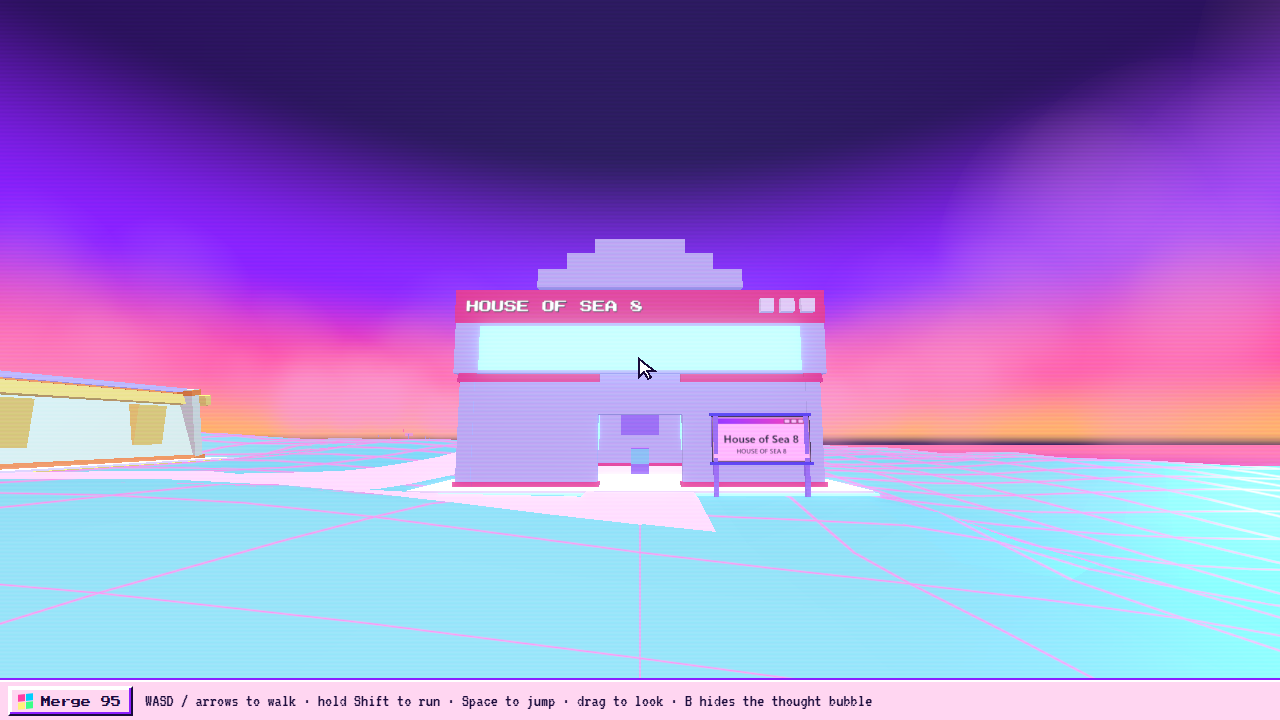 HOUSE OF SEA 8
House of Sea 8
HOUSE OF SEA 8
Merge 95
WASD / arrows to walk · hold Shift to run · Space to jump · drag to look · B hides the thought bubble